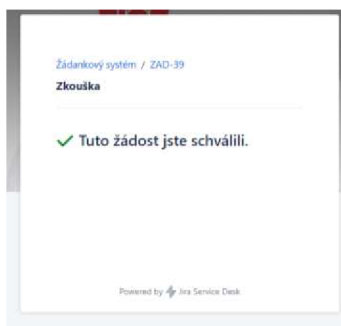 Žádankový systém / ZAD-39
Zkouška
Tuto žádost jste schválili.
Powered by Jira Service Desk